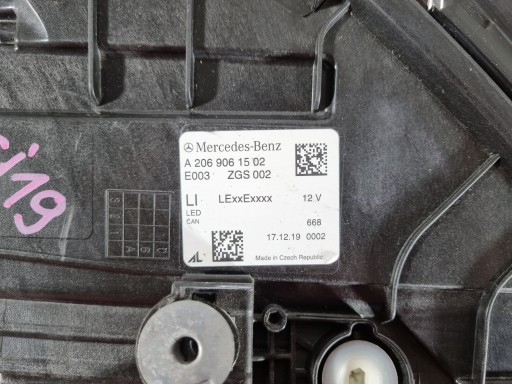 Mercedes-Benz
A 206 906 15 02
E003 ZGS 002
LI LExxExxxx 12 V
LED
CAN 668
17.12.19 0002
AL Made in Czech Republic
19